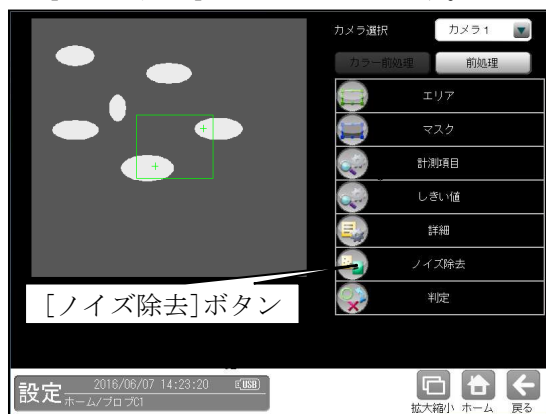 カメラ選択 カメラ1
カラー前処理 前処理
エリア
マスク
計測項目
しきい値
詳細
ノイズ除去
判定
[ノイズ除去]ボタン
設定 2016/06/07 14:23:20 USB
ホーム/ブロブ01
拡大縮小 ホーム 戻る